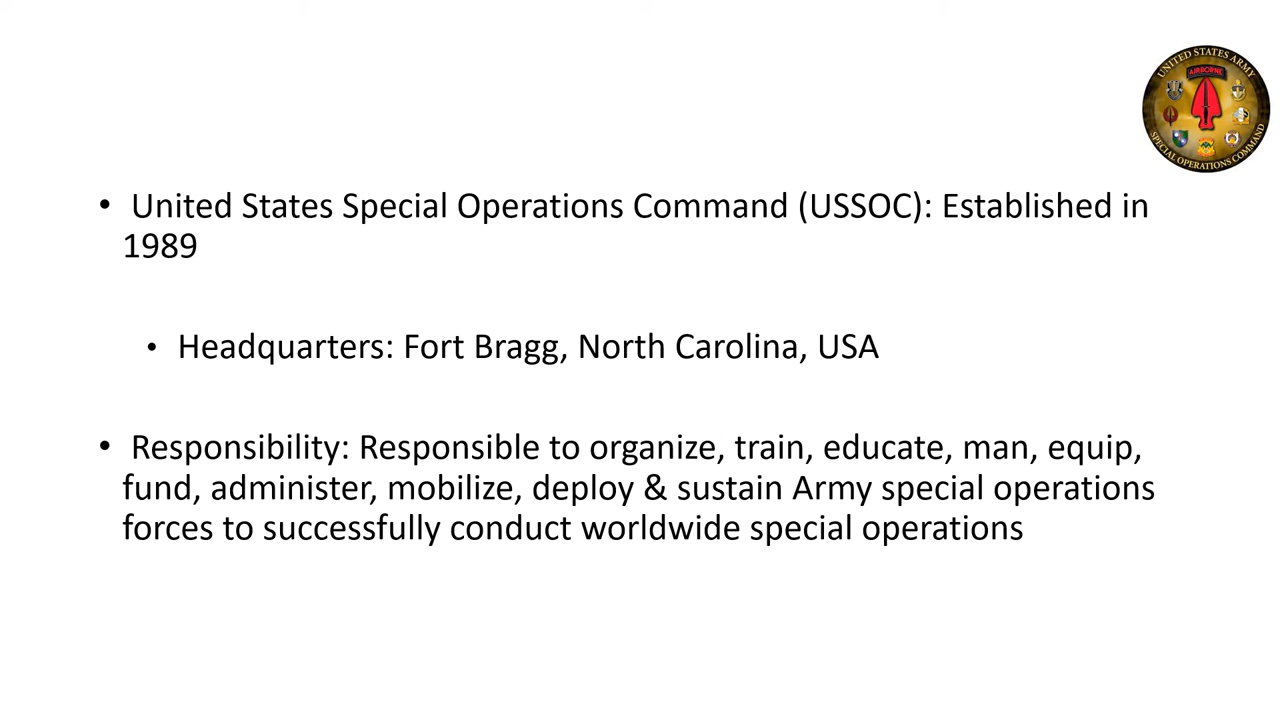 UNITED STATES ARMY
AIRBORNE
SPECIAL OPERATIONS COMMAND
• United States Special Operations Command (USSOC): Established in
1989
• Headquarters: Fort Bragg, North Carolina, USA
• Responsibility: Responsible to organize, train, educate, man, equip,
fund, administer, mobilize, deploy & sustain Army special operations
forces to successfully conduct worldwide special operations